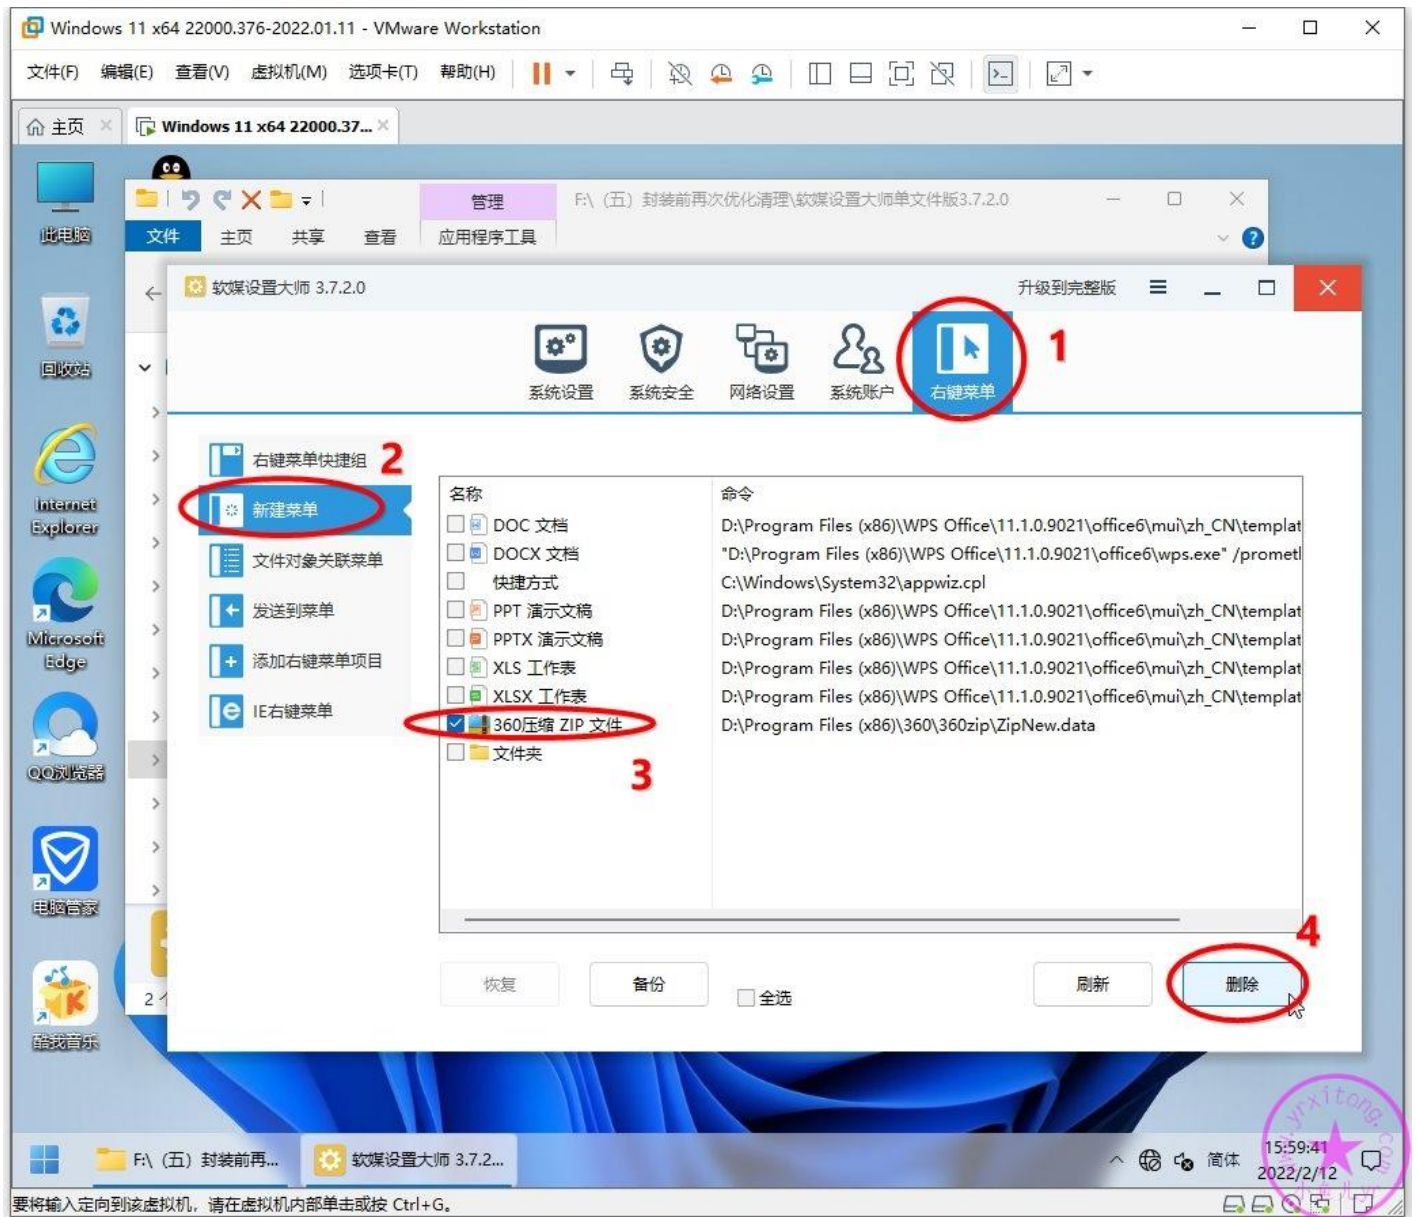 Windows 11 x64 22000.376-2022.01.11 - VMware Workstation
文件(F) 编辑(E) 查看(V) 虚拟机(M) 选项卡(T) 帮助(H)
主页 Windows 11 x64 22000.37...
管理 F:\（五）封装前再次优化清理\软媒设置大师单文件版3.7.2.0
文件 主页 共享 查看 应用程序工具
此电脑
回收站
Internet
Explorer
Microsoft
Edge
QQ浏览器
电脑管家
酷我音乐
软媒设置大师 3.7.2.0 升级到完整版
系统设置 系统安全 网络设置 系统账户 右键菜单
1
右键菜单快捷组
2
新建菜单
文件对象关联菜单
发送到菜单
添加右键菜单项目
IE右键菜单
名称 命令
DOC 文档 D:\Program Files (x86)\WPS Office\11.1.0.9021\office6\mui\zh_CN\templat
DOCX 文档 "D:\Program Files (x86)\WPS Office\11.1.0.9021\office6\wps.exe" /prometl
快捷方式 C:\Windows\System32\appwiz.cpl
PPT 演示文稿 D:\Program Files (x86)\WPS Office\11.1.0.9021\office6\mui\zh_CN\templat
PPTX 演示文稿 D:\Program Files (x86)\WPS Office\11.1.0.9021\office6\mui\zh_CN\templat
XLS 工作表 D:\Program Files (x86)\WPS Office\11.1.0.9021\office6\mui\zh_CN\templat
XLSX 工作表 D:\Program Files (x86)\WPS Office\11.1.0.9021\office6\mui\zh_CN\templat
360压缩 ZIP 文件 D:\Program Files (x86)\360\360zip\ZipNew.data
文件夹
3
4
恢复 备份 全选 刷新 删除
2 个
F:\（五）封装前再... 软媒设置大师 3.7.2...
简体 15:59:41
2022/2/12
www.yrxitong.com
要将输入定向到该虚拟机，请在虚拟机内部单击或按 Ctrl+G。